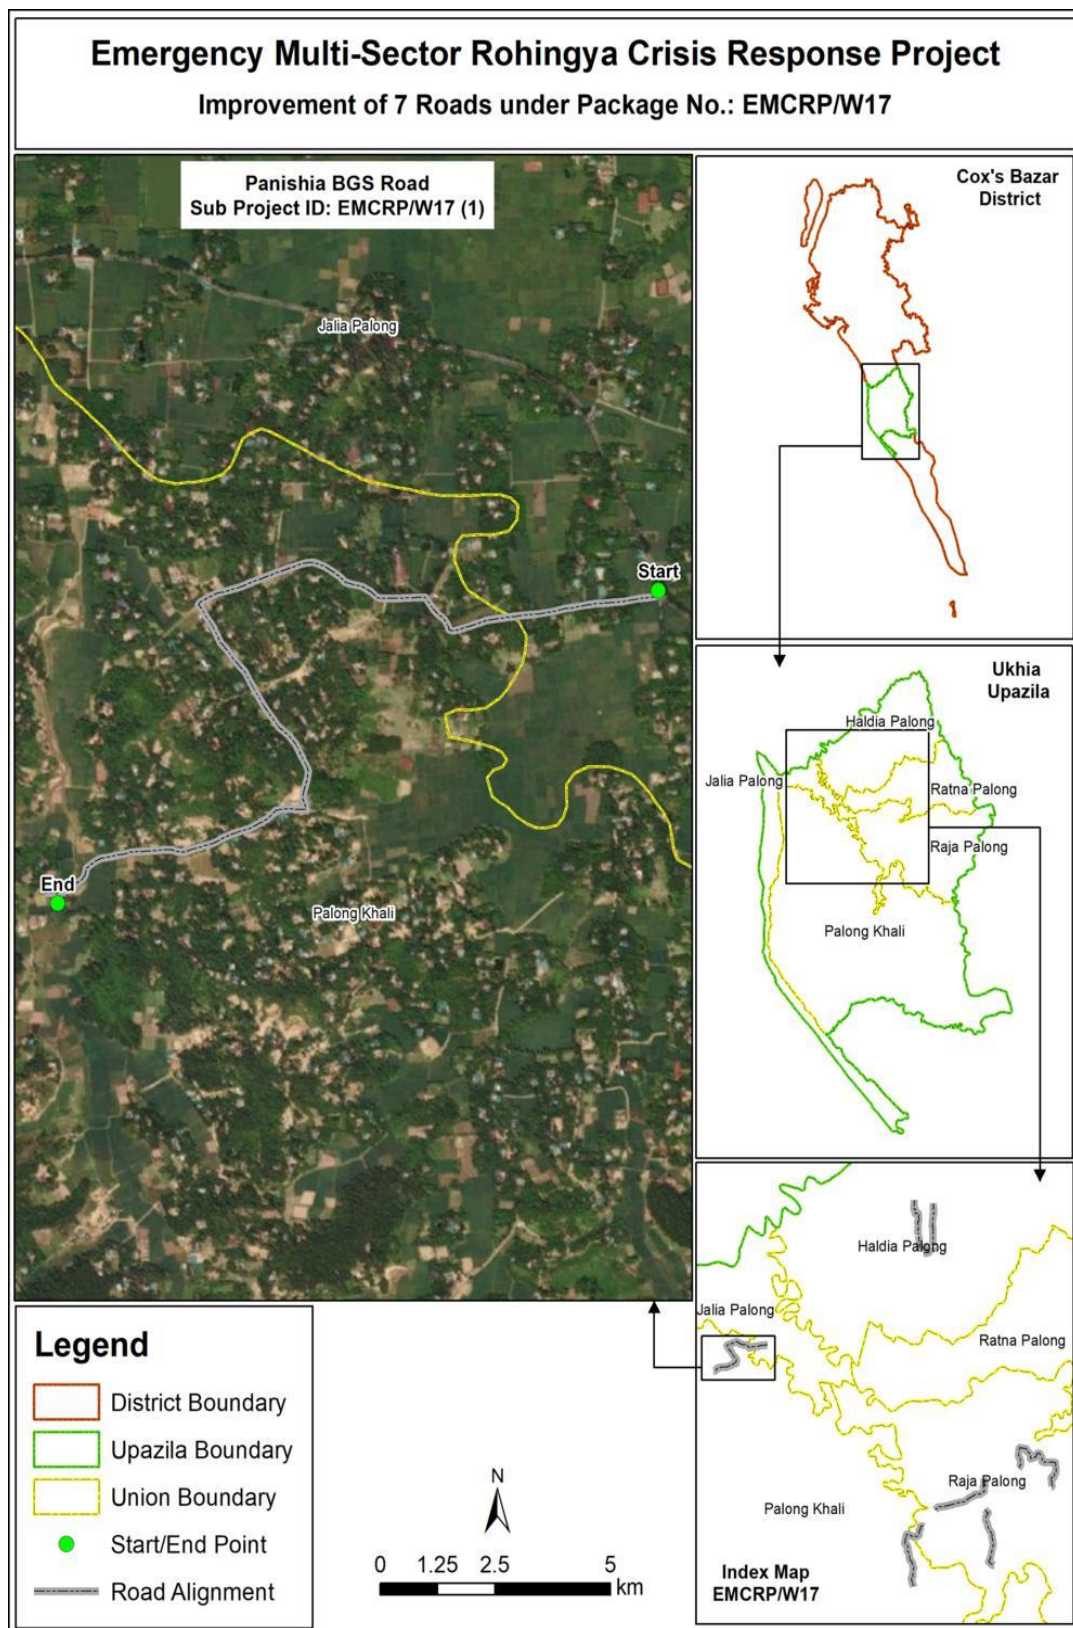 Emergency Multi-Sector Rohingya Crisis Response Project
Improvement of 7 Roads under Package No.: EMCRP/W17
Panishia BGS Road
Sub Project ID: EMCRP/W17 (1)
Jalia Palong
Start
End
Palong Khali
Cox's Bazar
District
Ukhia
Upazila
Haldia Palong
Jalia Palong
Ratna Palong
Raja Palong
Palong Khali
Haldia Palong
Jalia Palong
Ratna Palong
Raja Palong
Palong Khali
Index Map
EMCRP/W17
Legend
District Boundary
Upazila Boundary
Union Boundary
Start/End Point
Road Alignment
N
0 1.25 2.5 5
km